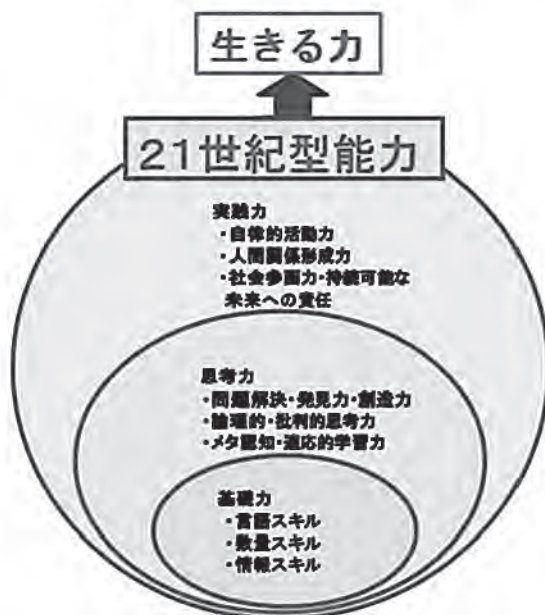 生きる力
21世紀型能力
実践力
・自律的活動力
・人間関係形成力
・社会参画力・持続可能な
未来への責任
思考力
・問題解決・発見力・創造力
・論理的・批判的思考力
・メタ認知・適応的学習力
基礎力
・言語スキル
・数量スキル
・情報スキル